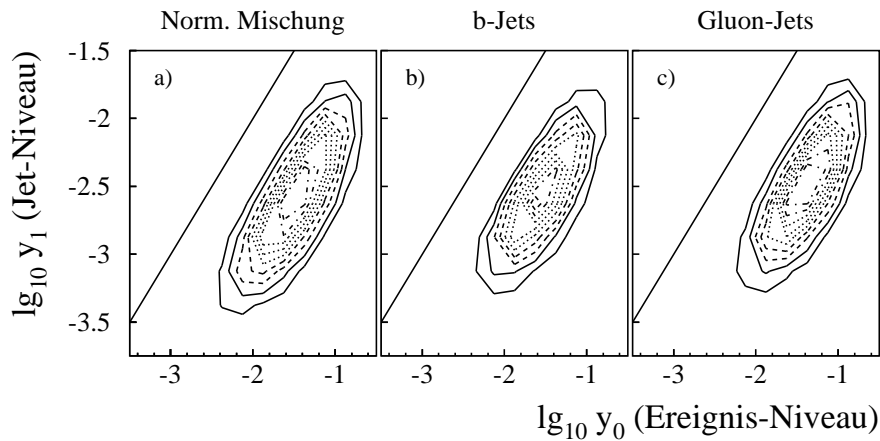 Norm. Mischung b-Jets Gluon-Jets
lg₁₀ y₁ (Jet-Niveau)
-1.5
-2
-2.5
-3
-3.5
a) b) c)
-3 -2 -1 -3 -2 -1 -3 -2 -1
lg₁₀ y₀ (Ereignis-Niveau)